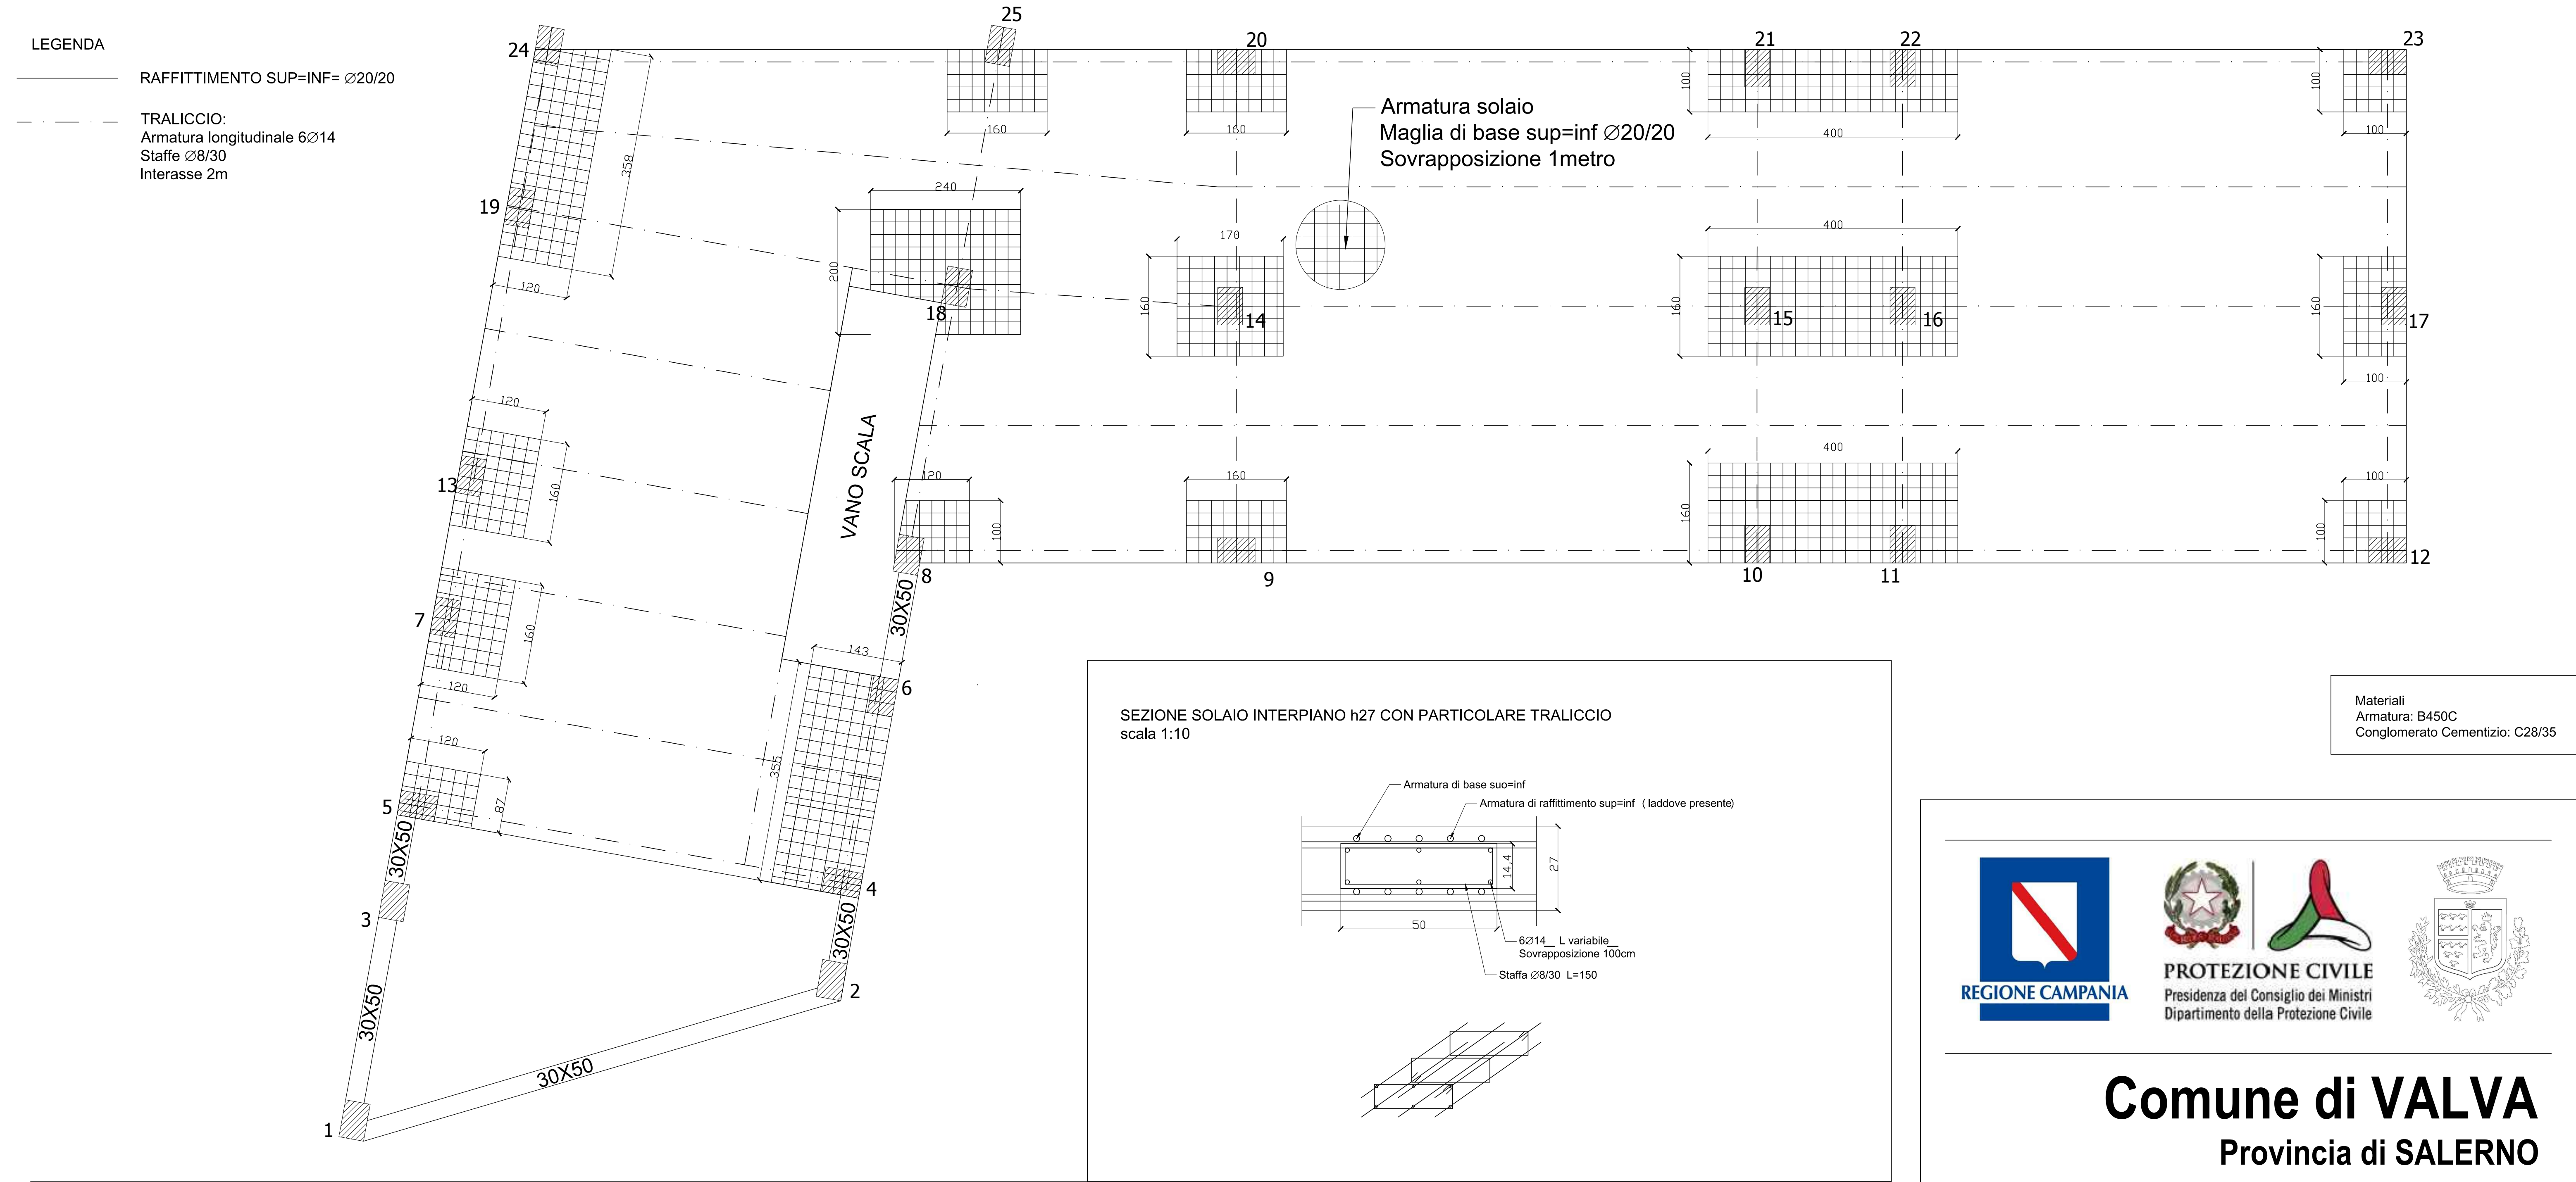 LEGENDA
RAFFITTIMENTO SUP=INF= ∅20/20
TRALICCIO:
Armatura longitudinale 6∅14
Staffe ∅8/30
Interasse 2m
24
25
20
21
22
23
160
160
100
400
100
100
358
Armatura solaio
Maglia di base sup=inf ∅20/20
Sovrapposizione 1metro
19
120
240
200
18
170
160
14
400
160
15
16
160
17
100
120
13
160
VANO SCALA
120
100
8
160
9
400
160
10
11
100
100
12
7
160
120
30X50
143
6
355
120
87
5
4
30X50
30X50
3
2
30X50
30X50
1
SEZIONE SOLAIO INTERPIANO h27 CON PARTICOLARE TRALICCIO
scala 1:10
Armatura di base suo=inf
Armatura di raffittimento sup=inf ( laddove presente)
14,4
27
50
6∅14__ L variabile__
Sovrapposizione 100cm
Staffa ∅8/30 L=150
Materiali
Armatura: B450C
Conglomerato Cementizio: C28/35
REGIONE CAMPANIA
PROTEZIONE CIVILE
Presidenza del Consiglio dei Ministri
Dipartimento della Protezione Civile
Comune di VALVA
Provincia di SALERNO